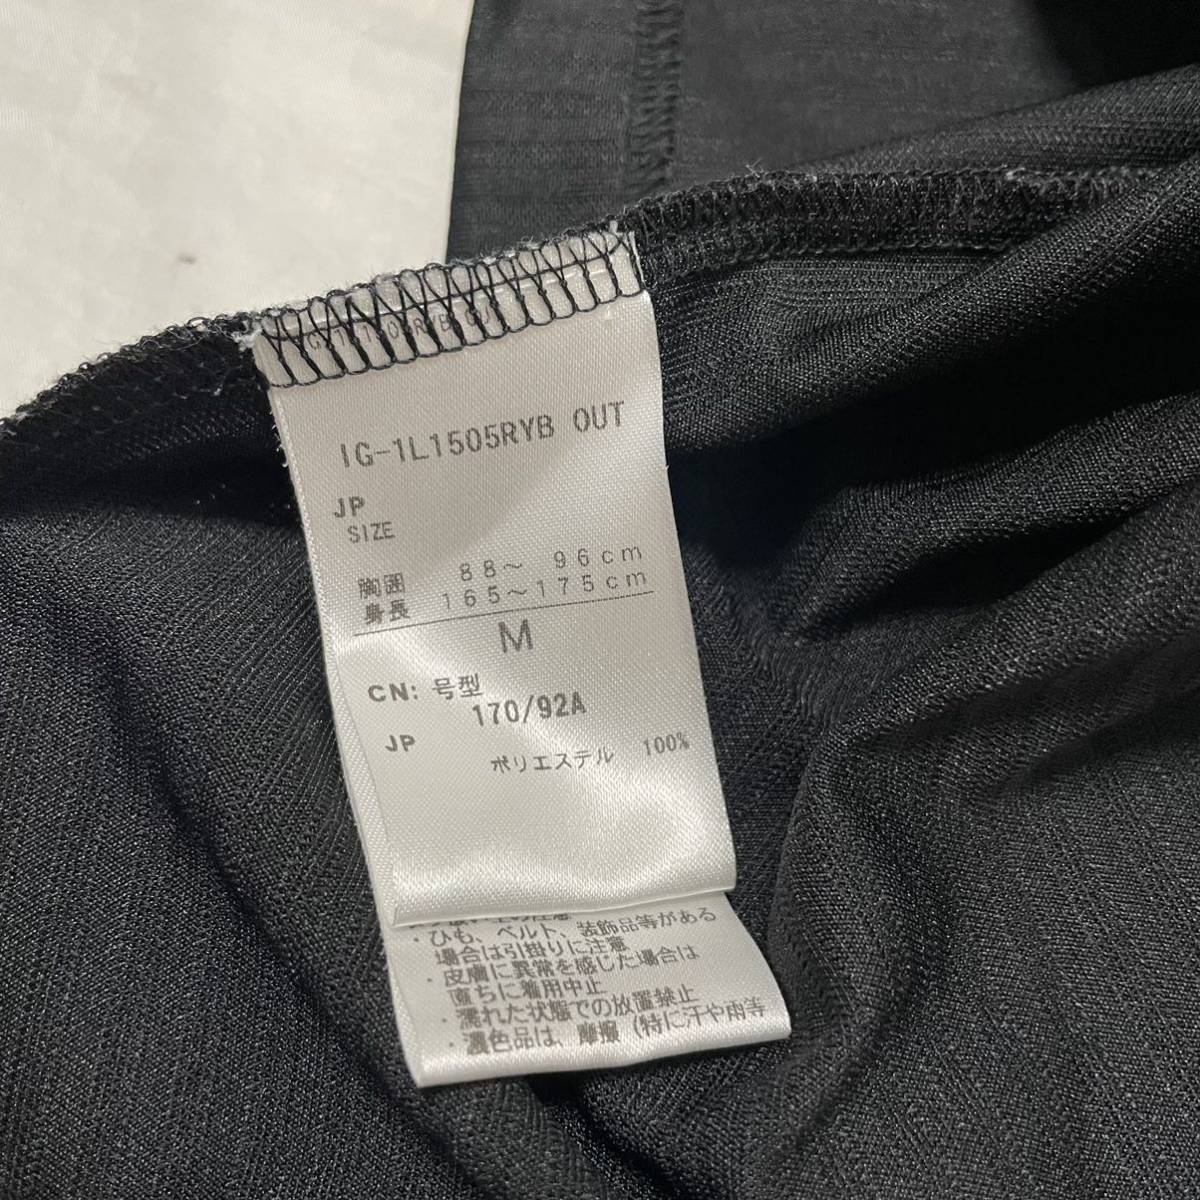 IG-1L1505RYB OUT
JP
SIZE
胸囲 88～ 96cm
身長 165～175cm
M
CN: 号型
170/92A
JP
ポリエステル 100%
・ひも、ベルト、装飾品等がある
場合は引掛りに注意
・皮膚に異常を感じた場合は
直ちに着用中止
・濡れた状態での放置禁止
・濃色品は、摩擦 (特に汗や雨等